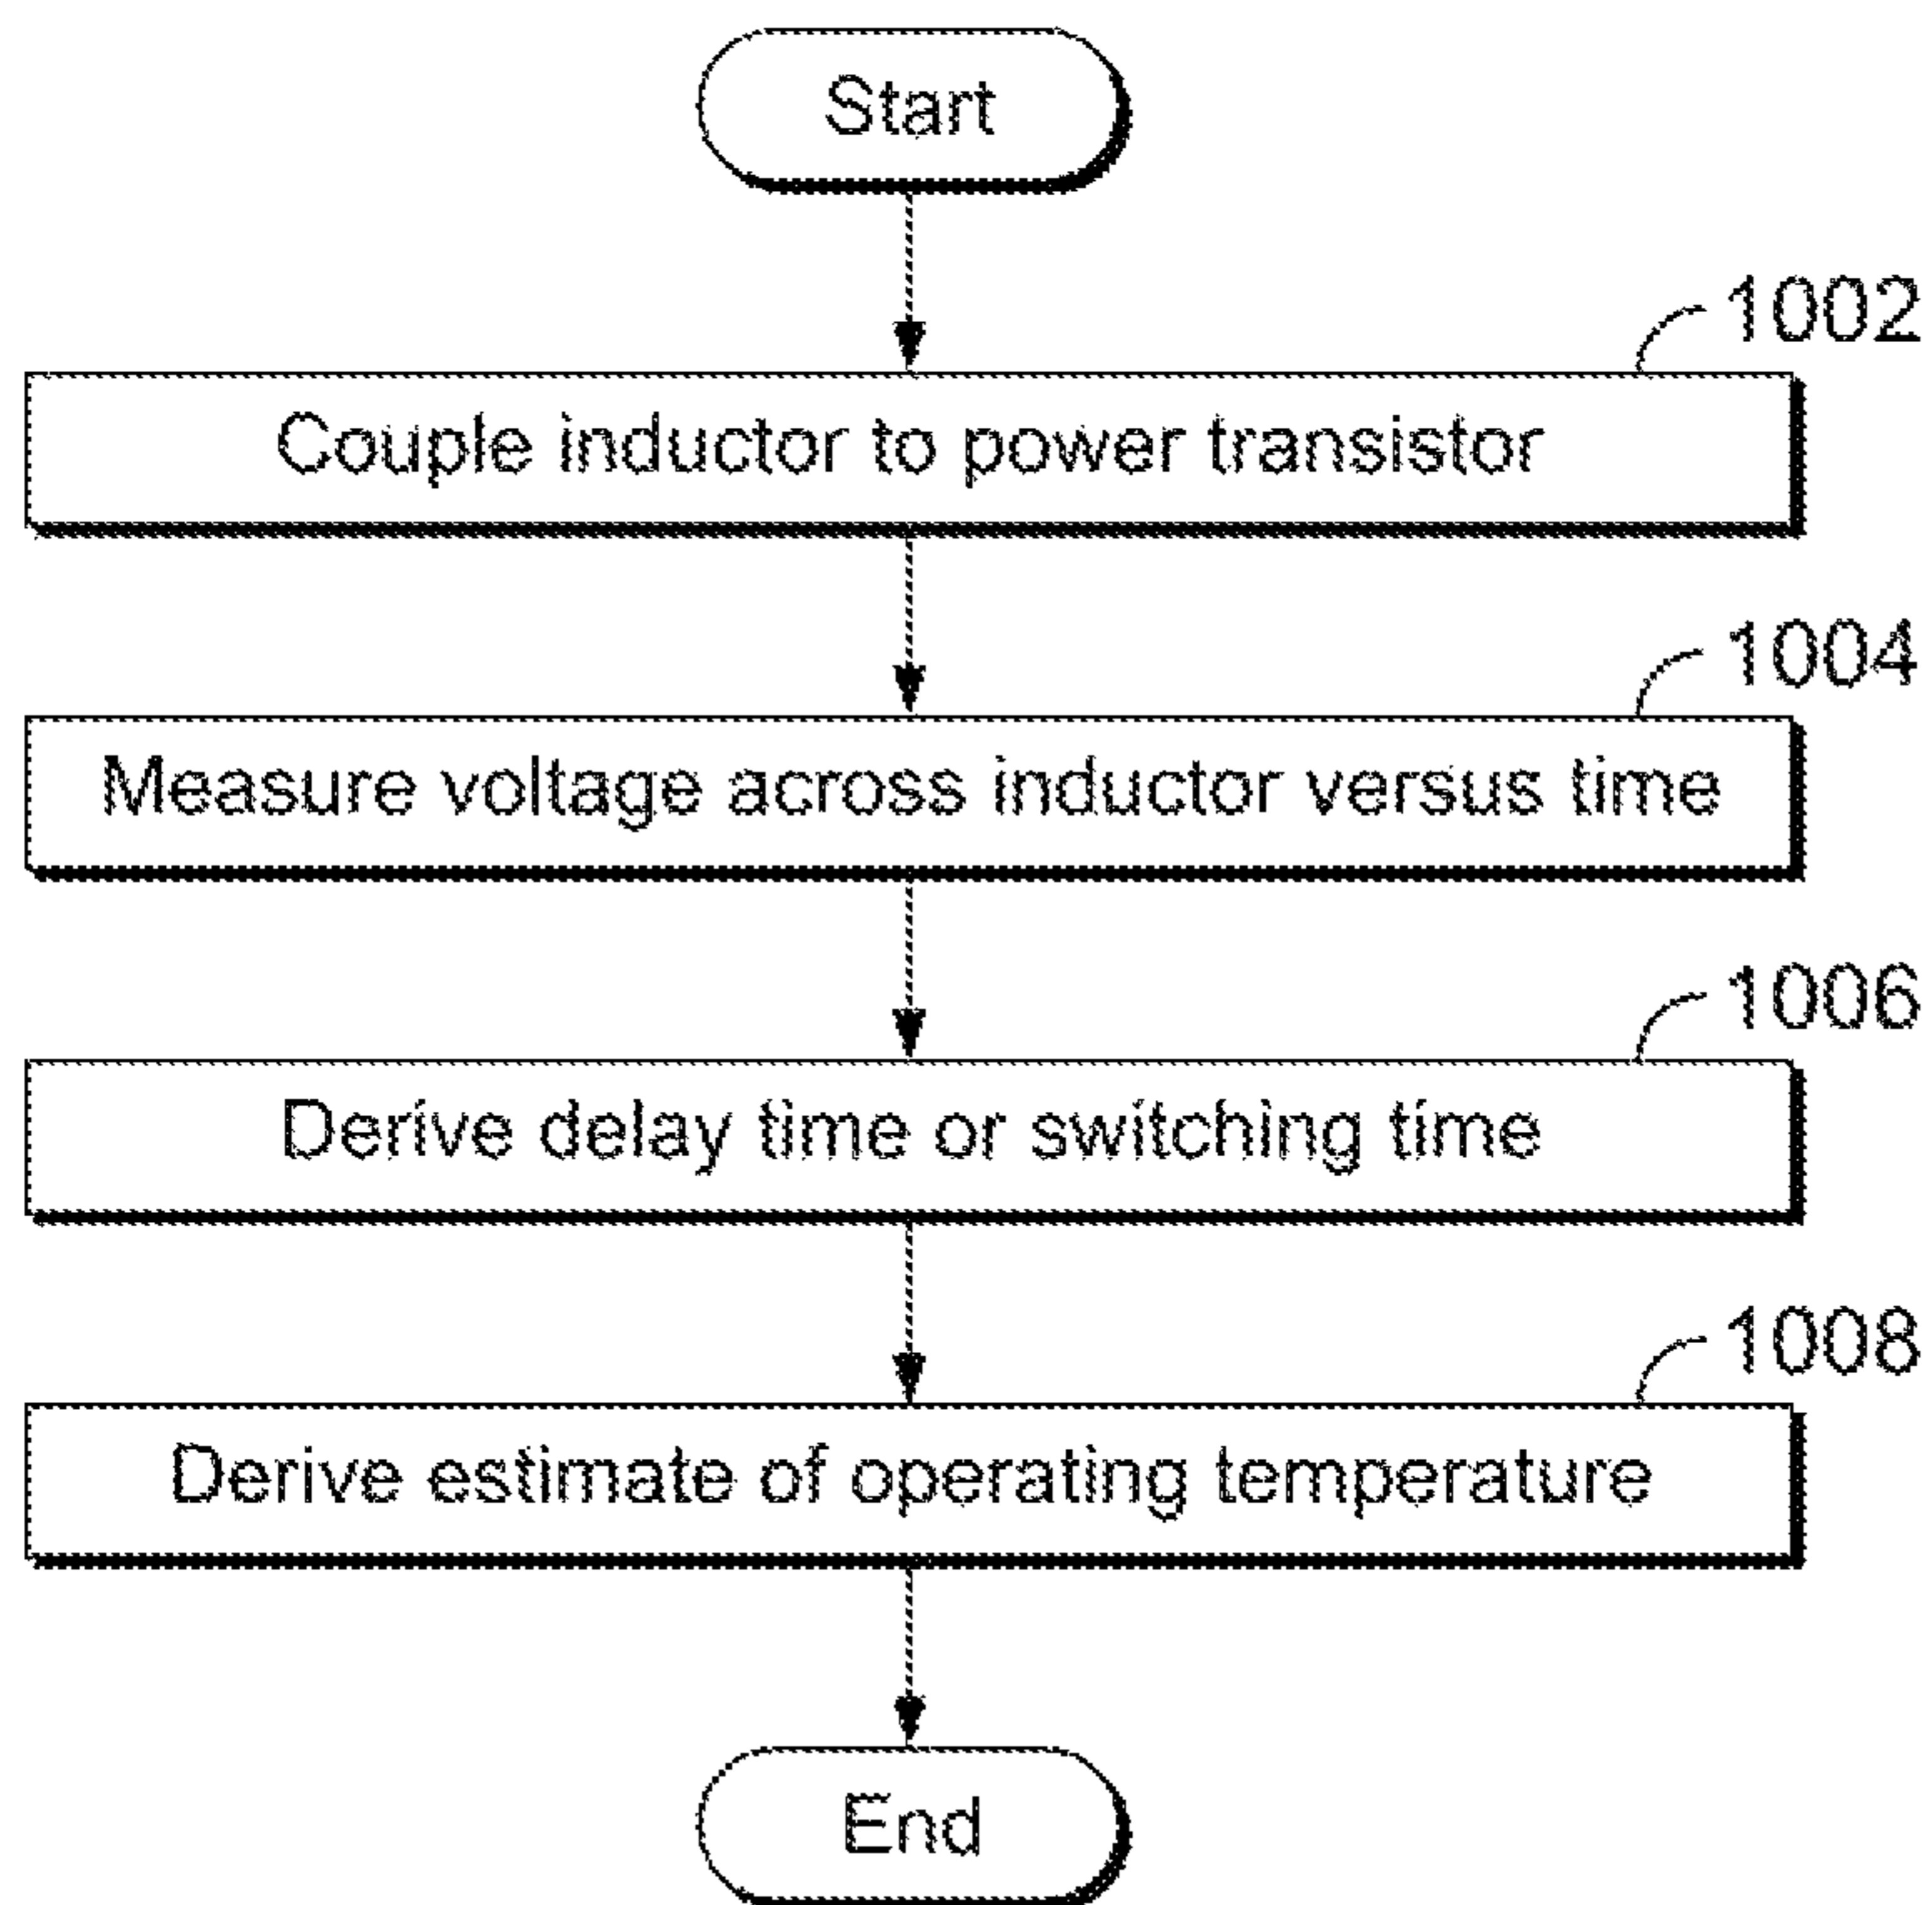 Start
1002
Couple inductor to power transistor
1004
Measure voltage across inductor versus time
1006
Derive delay time or switching time
1008
Derive estimate of operating temperature
End